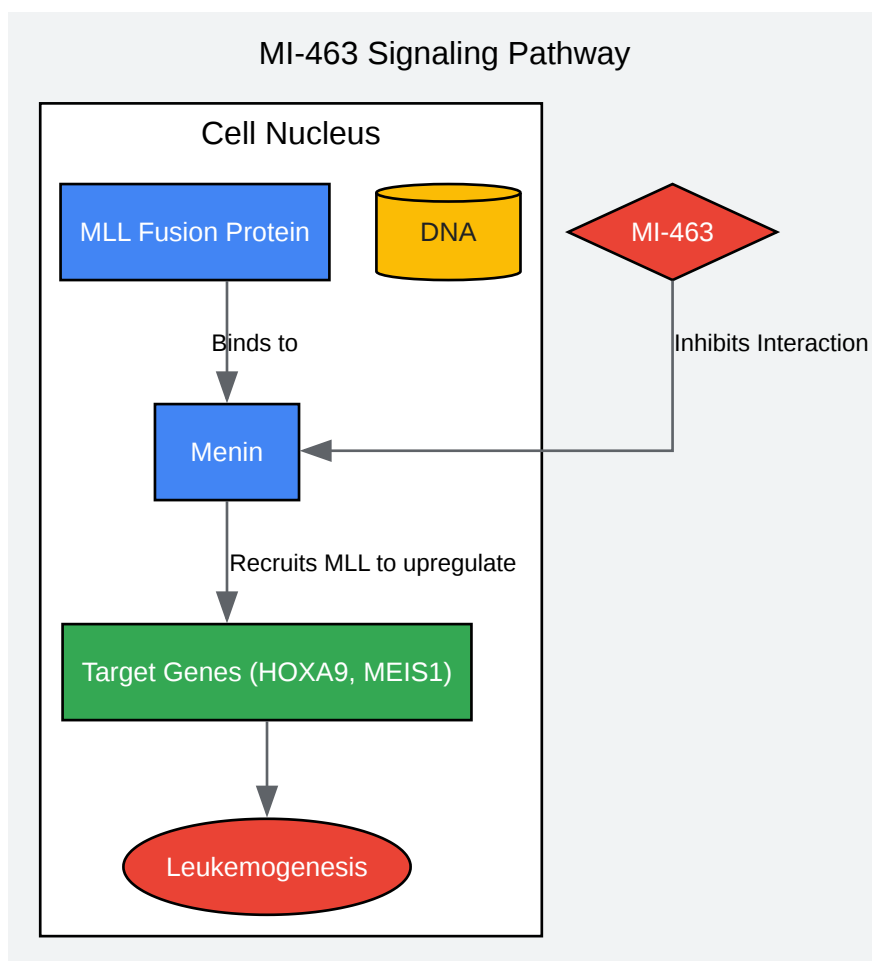 MI-463 Signaling Pathway
Cell Nucleus
MLL Fusion Protein
DNA
MI-463
Binds to
Inhibits Interaction
Menin
Recruits MLL to upregulate
Target Genes (HOXA9, MEIS1)
Leukemogenesis